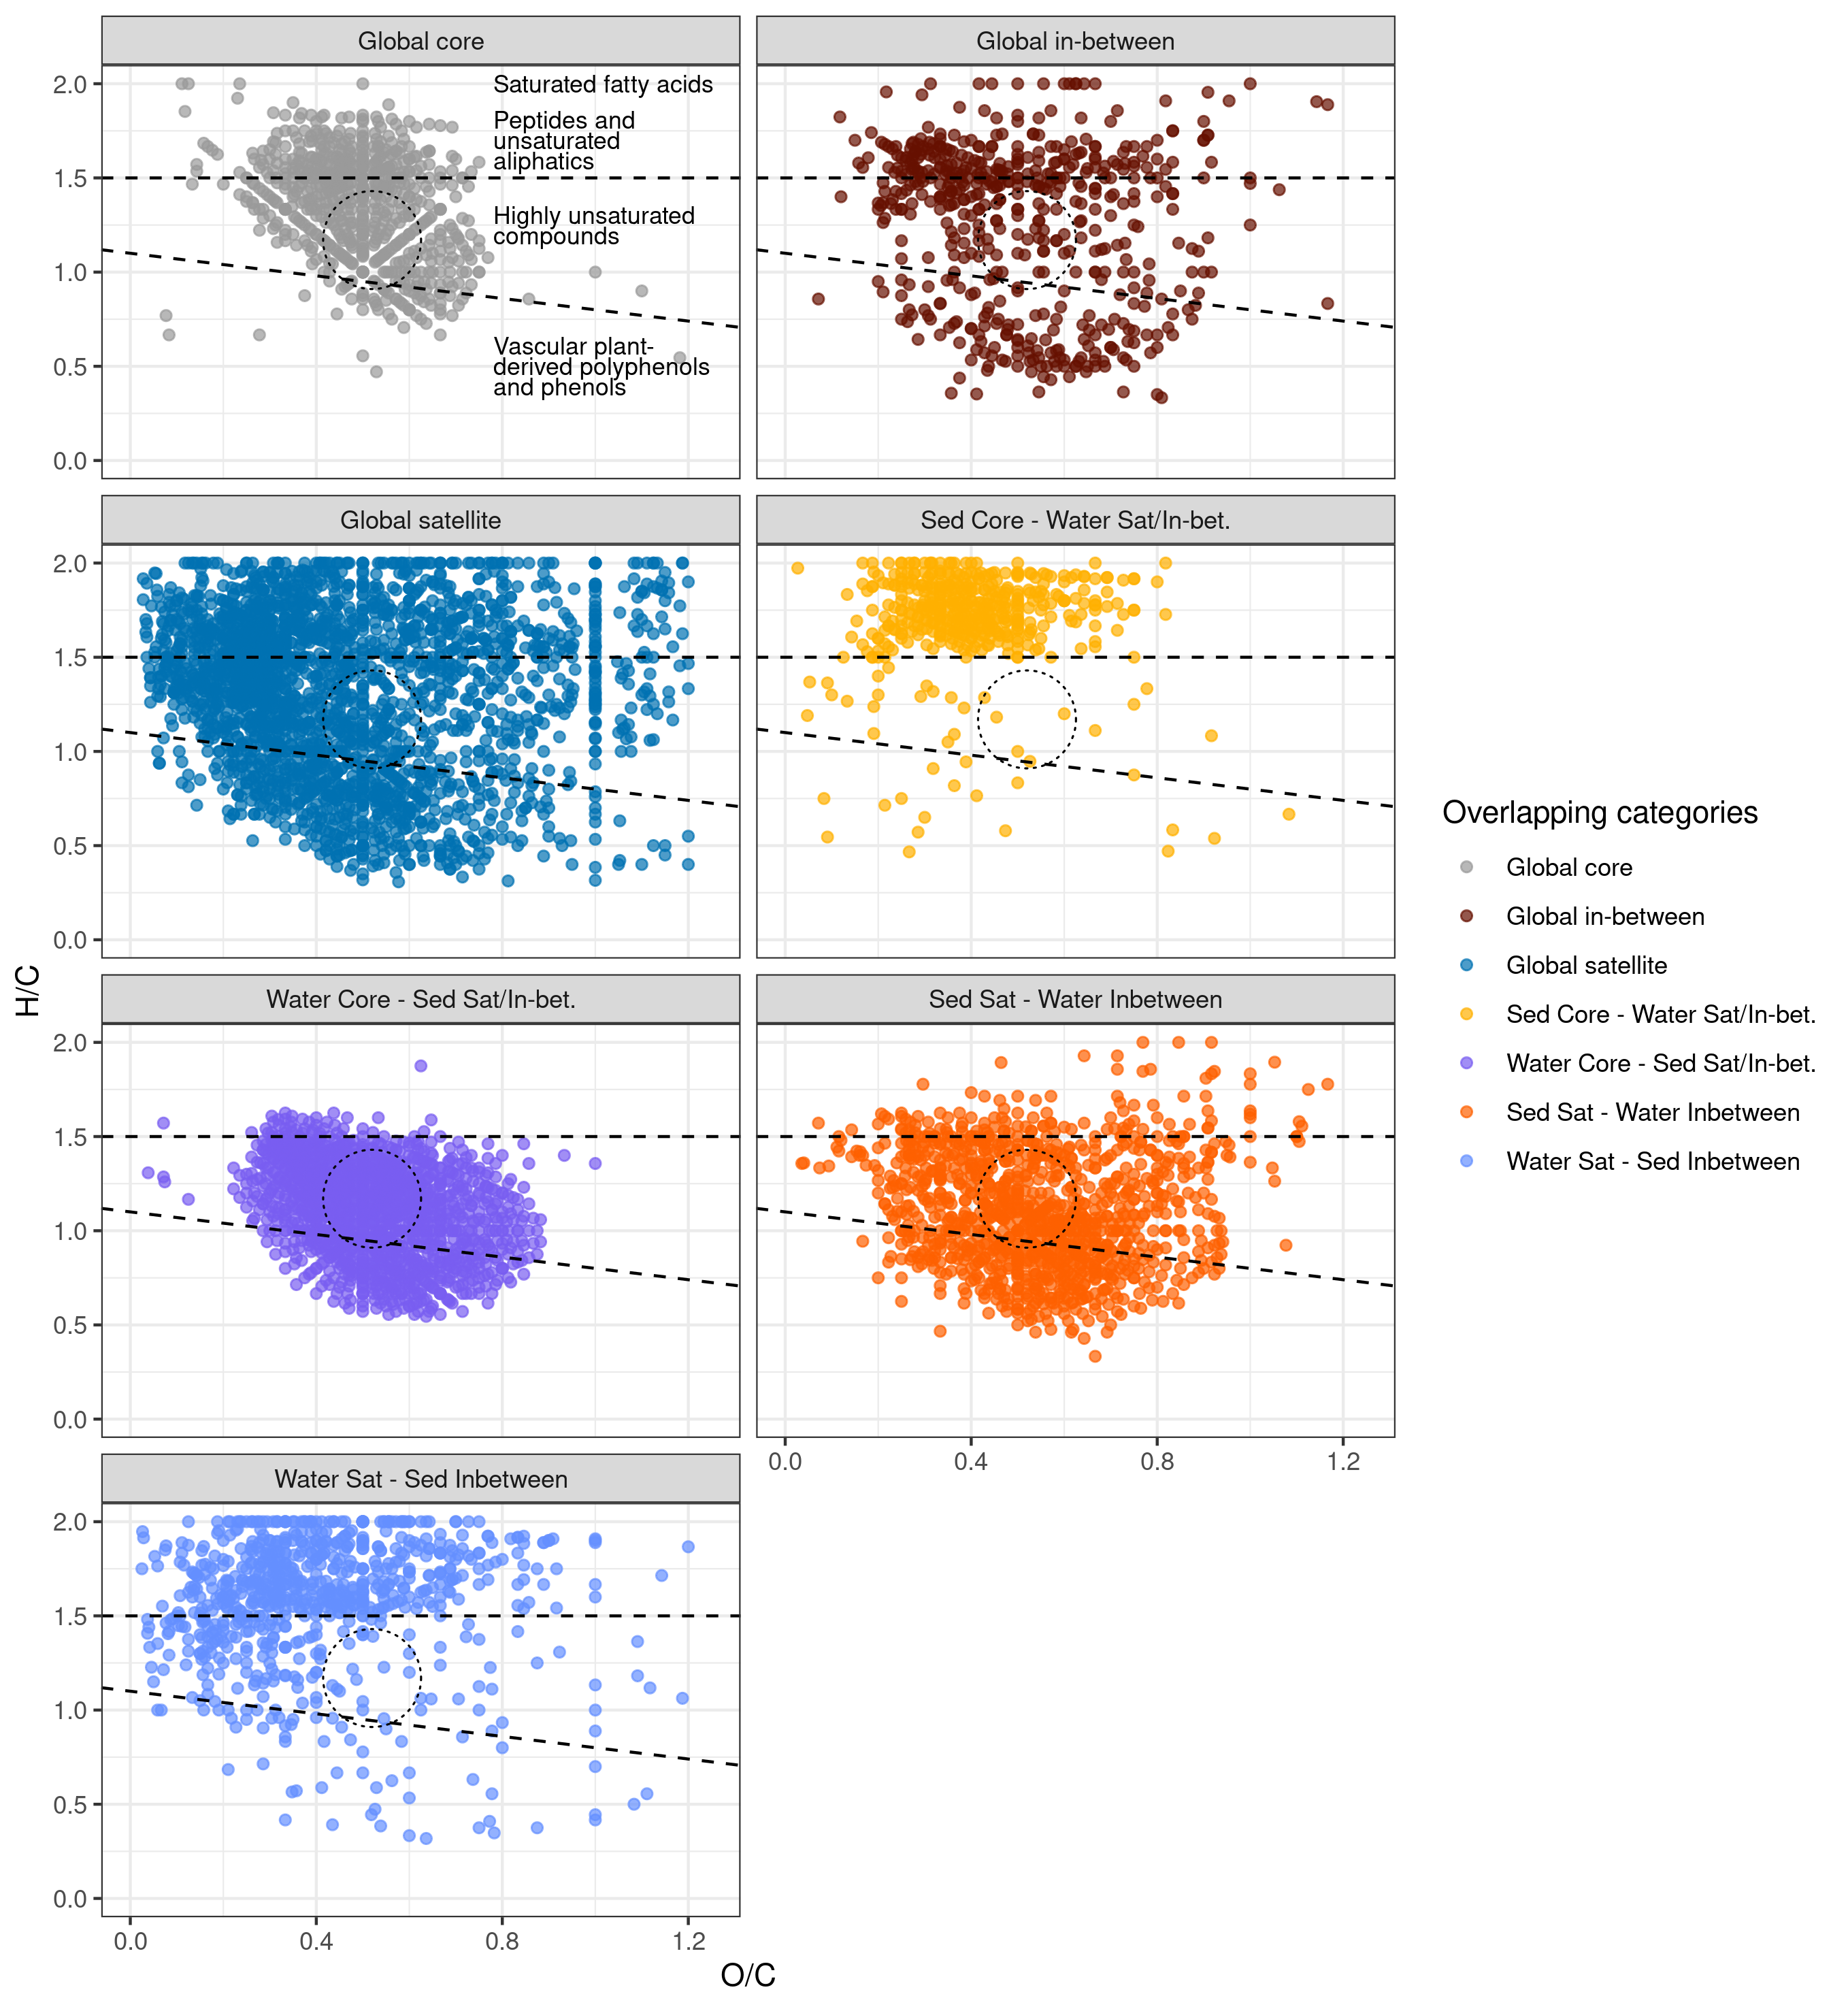 Global core
Global in-between
2.0
1.5
1.0
0.5
0.0
Saturated fatty acids
Peptides and
unsaturated
aliphatics
Highly unsaturated
compounds
Vascular plant-
derived polyphenols
and phenols
Global satellite
Sed Core - Water Sat/In-bet.
2.0
1.5
1.0
0.5
0.0
Water Core - Sed Sat/In-bet.
Sed Sat - Water Inbetween
2.0
1.5
1.0
0.5
0.0
0.0 0.4 0.8 1.2
Water Sat - Sed Inbetween
2.0
1.5
1.0
0.5
0.0
0.0 0.4 0.8 1.2
O/C
H/C
Overlapping categories
Global core
Global in-between
Global satellite
Sed Core - Water Sat/In-bet.
Water Core - Sed Sat/In-bet.
Sed Sat - Water Inbetween
Water Sat - Sed Inbetween